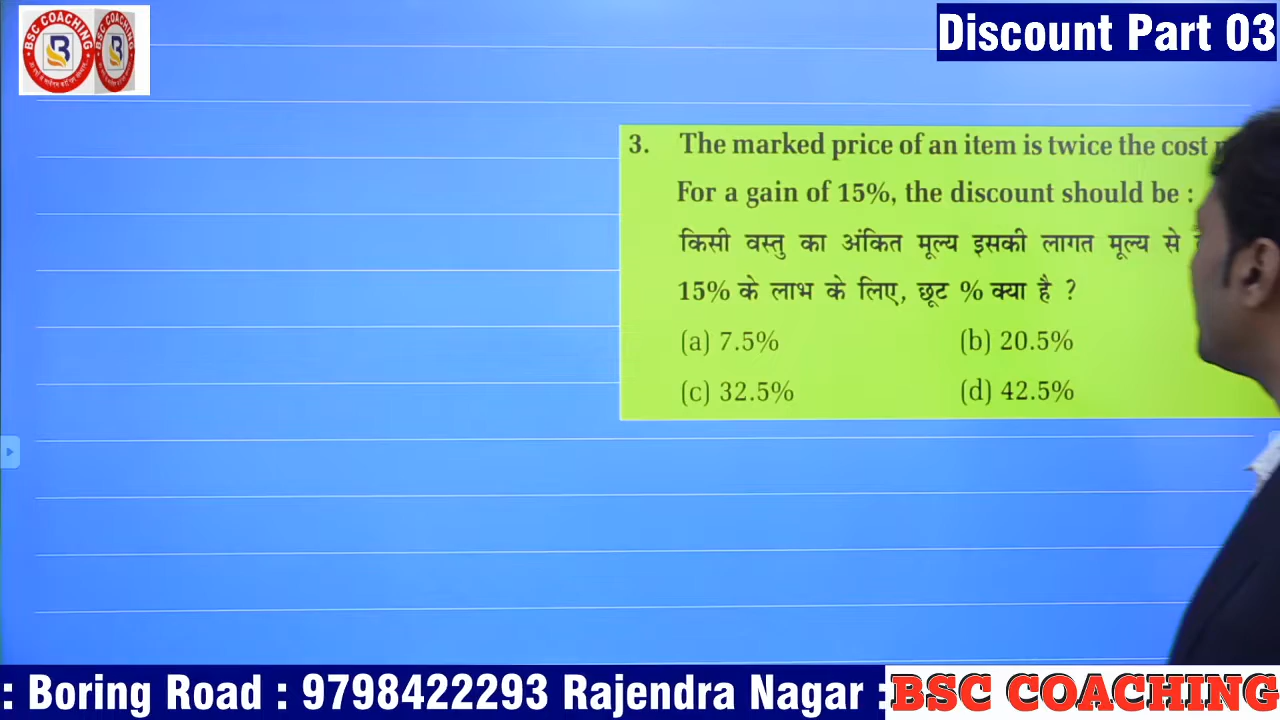 BSC COACHING
Discount Part 03
3. The marked price of an item is twice the cost
For a gain of 15%, the discount should be :
किसी वस्तु का अंकित मूल्य इसकी लागत मूल्य से
15% के लाभ के लिए, छूट % क्या है ?
(a) 7.5% (b) 20.5%
(c) 32.5% (d) 42.5%
: Boring Road : 9798422293 Rajendra Nagar :
BSC COACHING